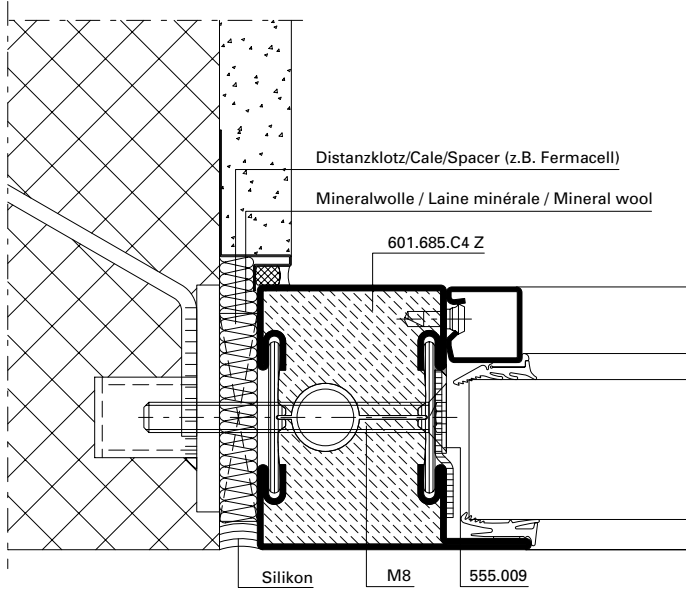 Distanzklotz/Cale/Spacer (z.B. Fermacell)
Mineralwolle / Laine minérale / Mineral wool
601.685.C4 Z
Silikon
M8
555.009